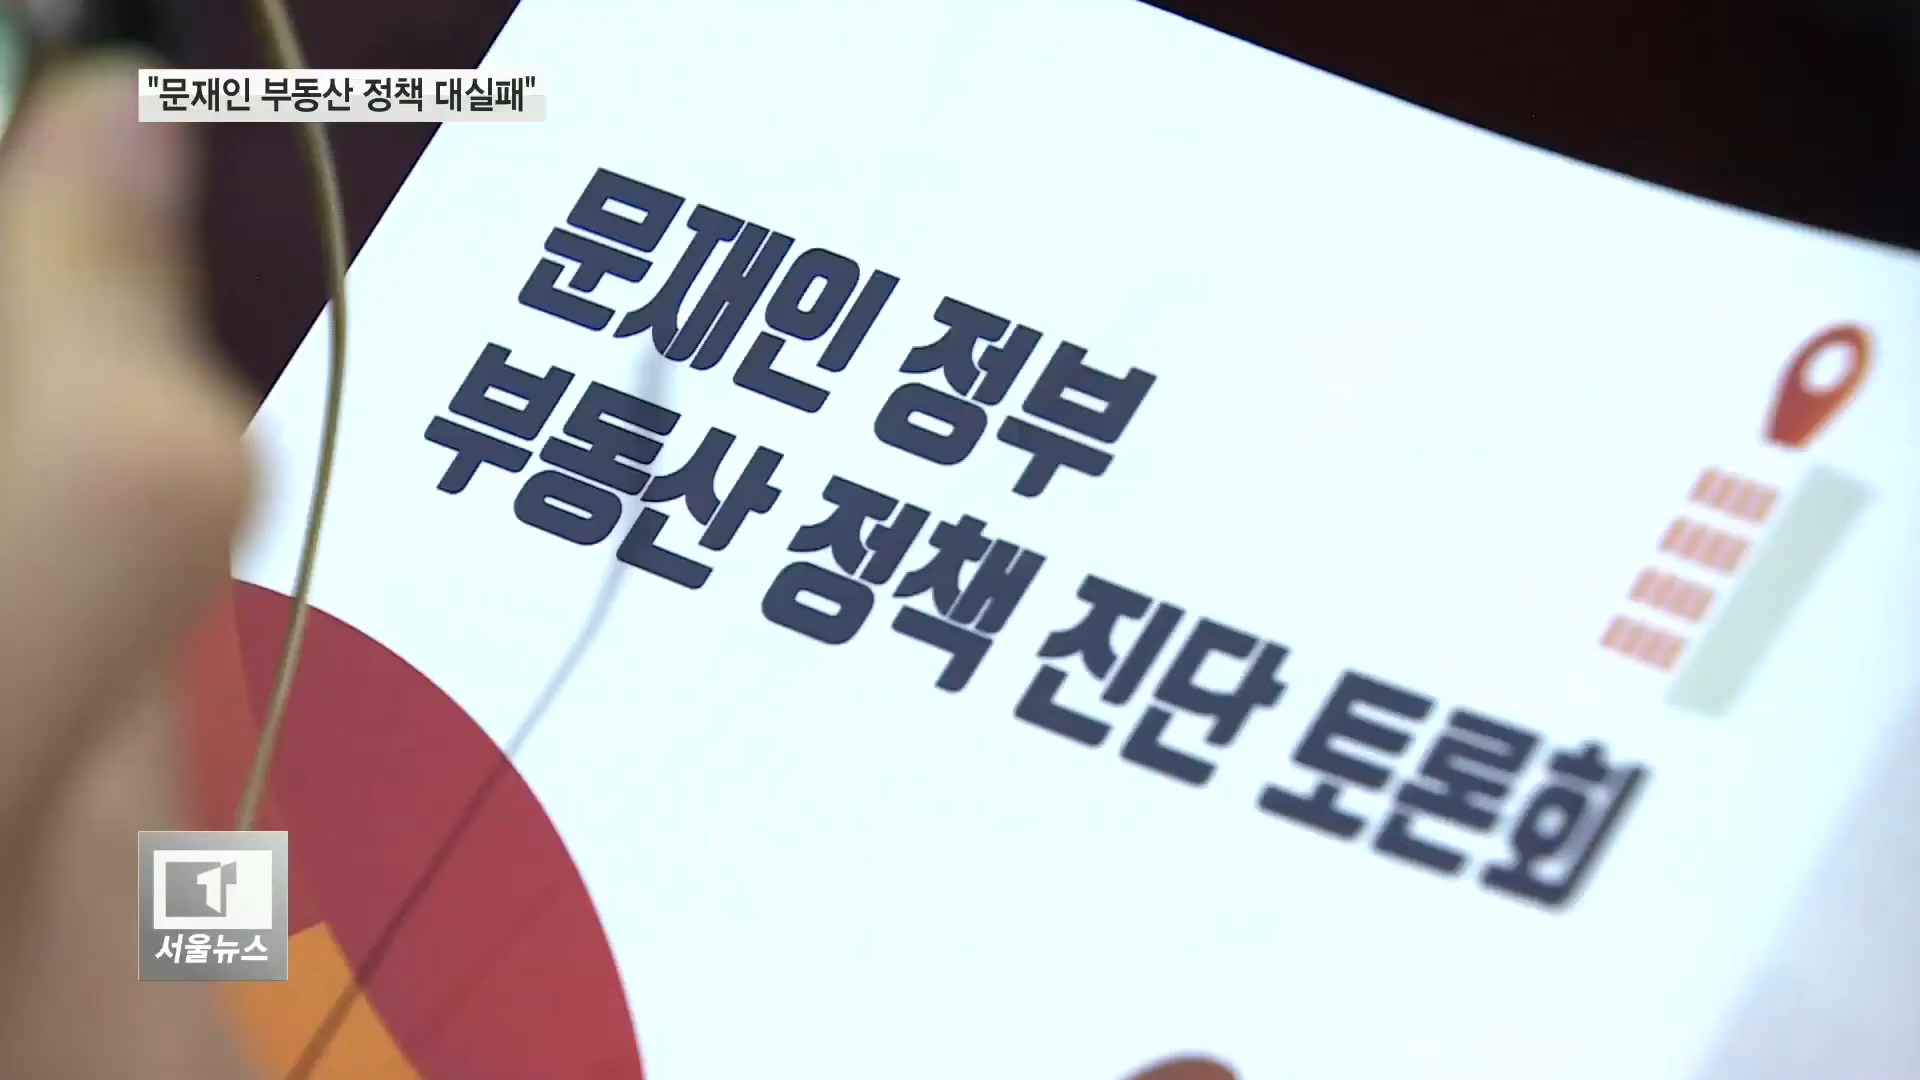 "문재인 부동산 정책 대실패"
문재인 정부
부동산 정책 진단 토론회
서울뉴스